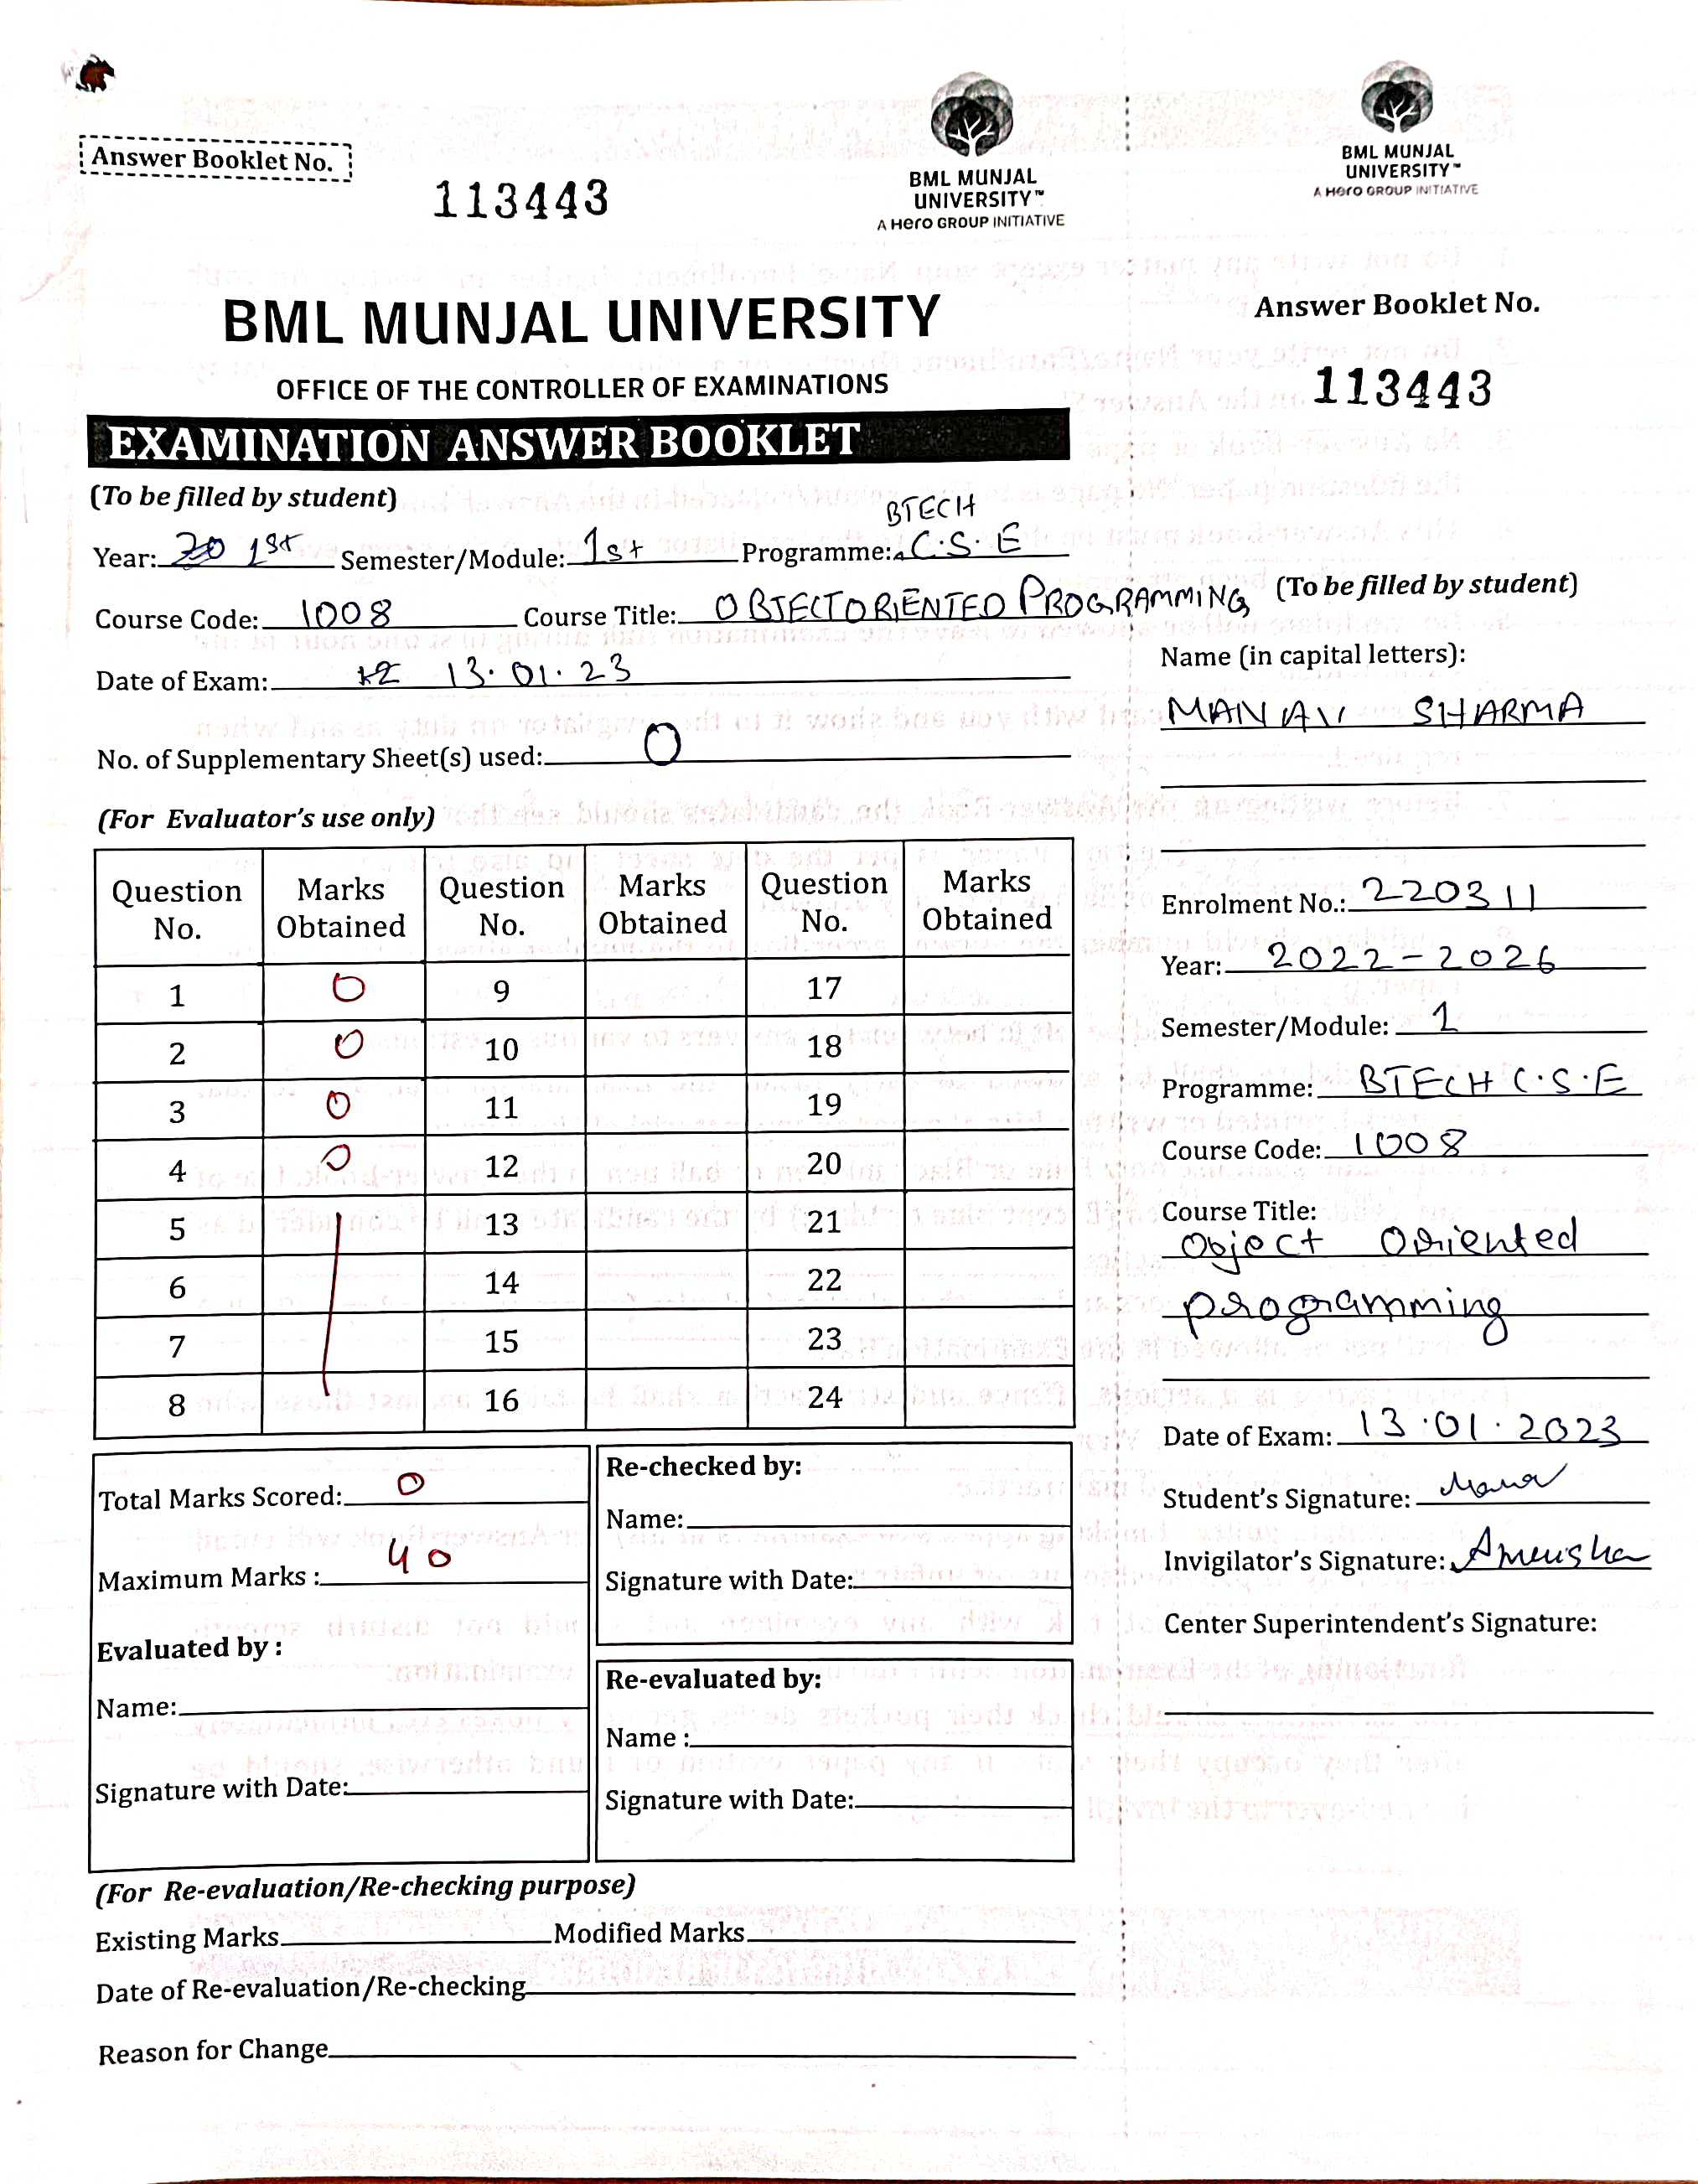 Answer Booklet No.
113443
BML MUNJAL
UNIVERSITY™
A Hero GROUP INITIATIVE
BML MUNJAL UNIVERSITY
OFFICE OF THE CONTROLLER OF EXAMINATIONS
EXAMINATION ANSWER BOOKLET
(To be filled by student)
BTECH
Year: 20 1st Semester/Module: 1st Programme: C.S.E
Course Code: 1008 Course Title: OBJECTORIENTED PROGRAMMING
Date of Exam: 12 13.01.23
No. of Supplementary Sheet(s) used: 0
(For Evaluator's use only)
Question No. Marks Obtained Question No. Marks Obtained Question No. Marks Obtained
1 0 9 17
2 0 10 18
3 0 11 19
4 0 12 20
5 13 21
6 14 22
7 15 23
8 16 24
Total Marks Scored: 0
Maximum Marks : 40
Evaluated by :
Name:
Signature with Date:
Re-checked by:
Name:
Signature with Date:
Re-evaluated by:
Name :
Signature with Date:
(For Re-evaluation/Re-checking purpose)
Existing Marks Modified Marks
Date of Re-evaluation/Re-checking
Reason for Change
BML MUNJAL
UNIVERSITY™
A Hero GROUP INITIATIVE
Answer Booklet No.
113443
(To be filled by student)
Name (in capital letters):
MANAV SHARMA
Enrolment No.: 220311
Year: 2022-2026
Semester/Module: 1
Programme: BTECH C.S.E
Course Code: 1008
Course Title:
Object Oriented
programming
Date of Exam: 13.01.2023
Student's Signature: Manav
Invigilator's Signature:
Center Superintendent's Signature: